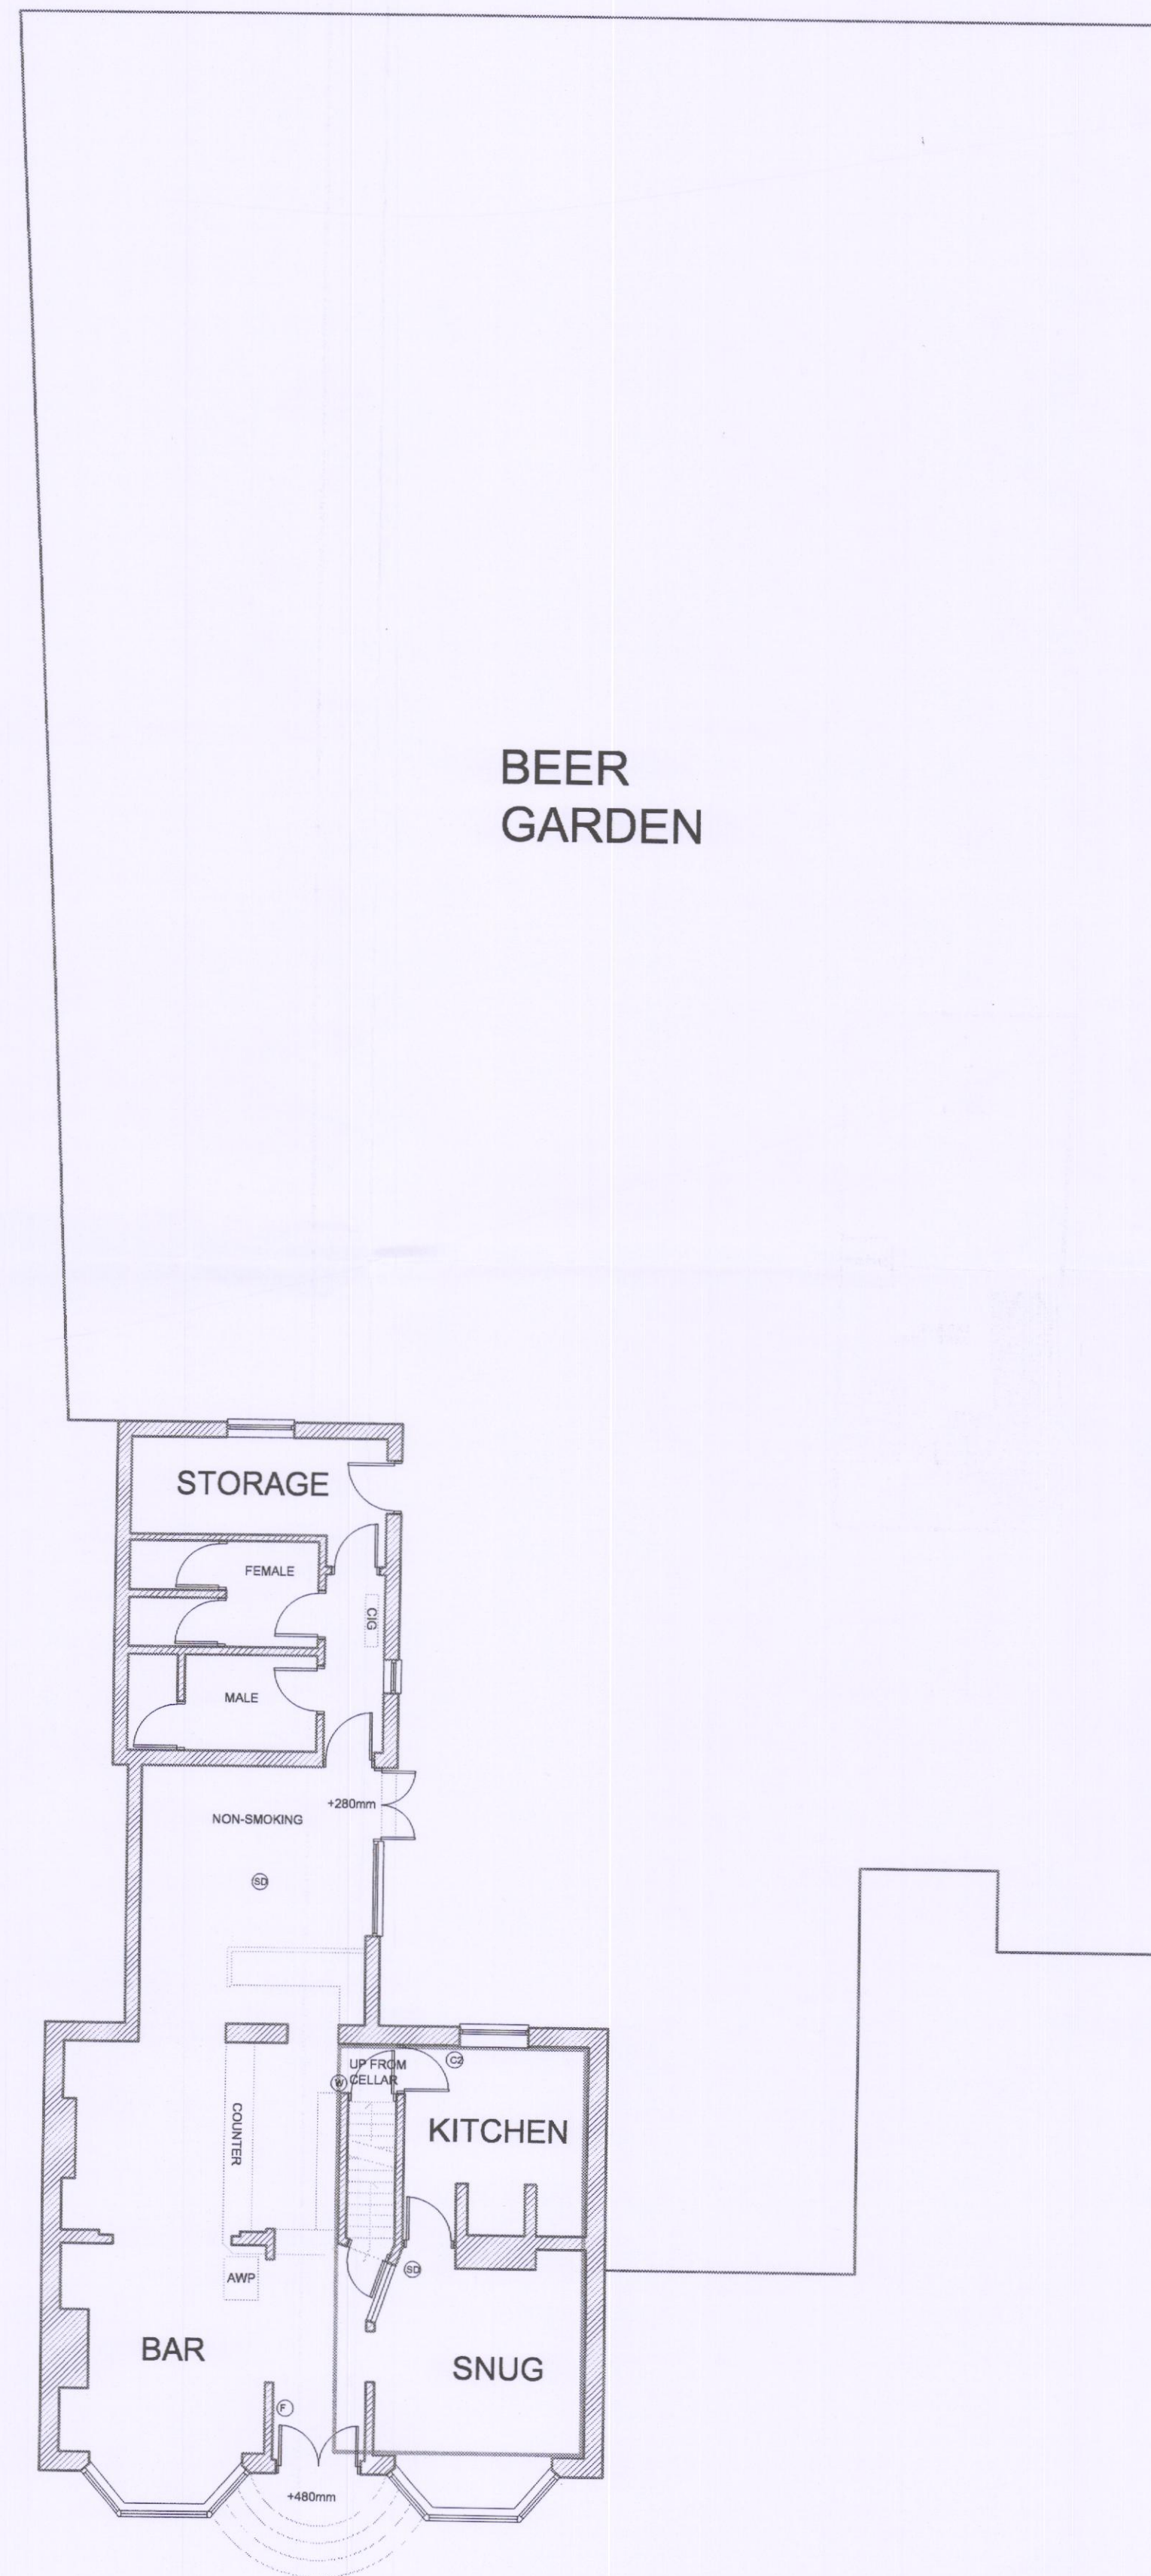 BEER
GARDEN
STORAGE
FEMALE
CIG
MALE
+280mm
NON-SMOKING
SD
UP FROM
CELLAR
C2
W
COUNTER
KITCHEN
SD
AWP
BAR
SNUG
F
+480mm